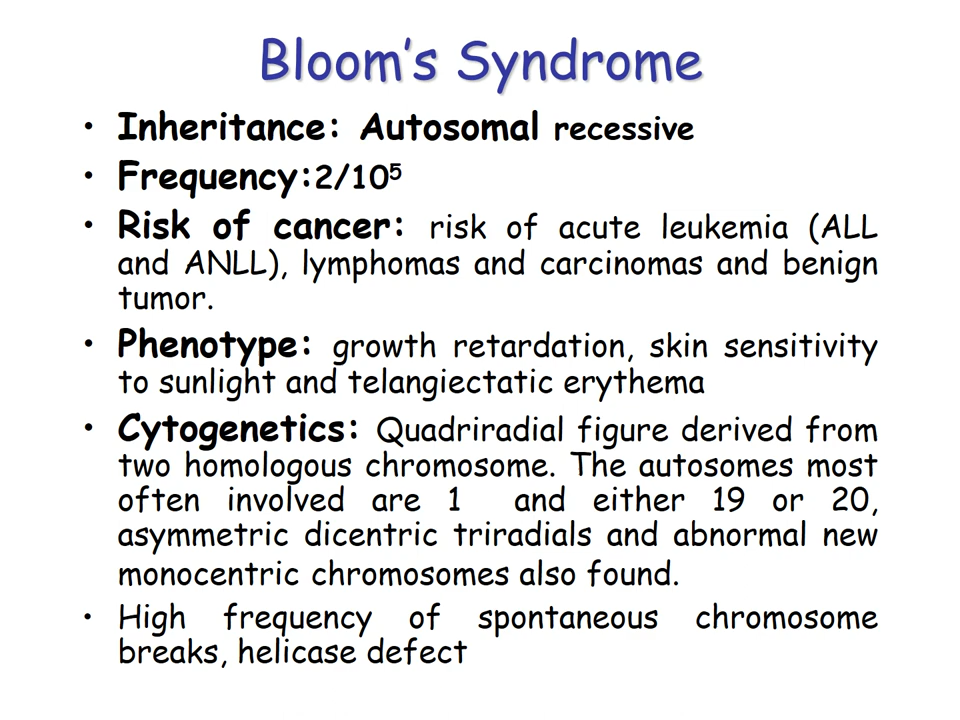 Bloom's Syndrome
• Inheritance: Autosomal recessive
• Frequency:2/10⁵
• Risk of cancer: risk of acute leukemia (ALL
and ANLL), lymphomas and carcinomas and benign
tumor.
• Phenotype: growth retardation, skin sensitivity
to sunlight and telangiectatic erythema
• Cytogenetics: Quadriradial figure derived from
two homologous chromosome. The autosomes most
often involved are 1 and either 19 or 20,
asymmetric dicentric triradials and abnormal new
monocentric chromosomes also found.
• High frequency of spontaneous chromosome
breaks, helicase defect